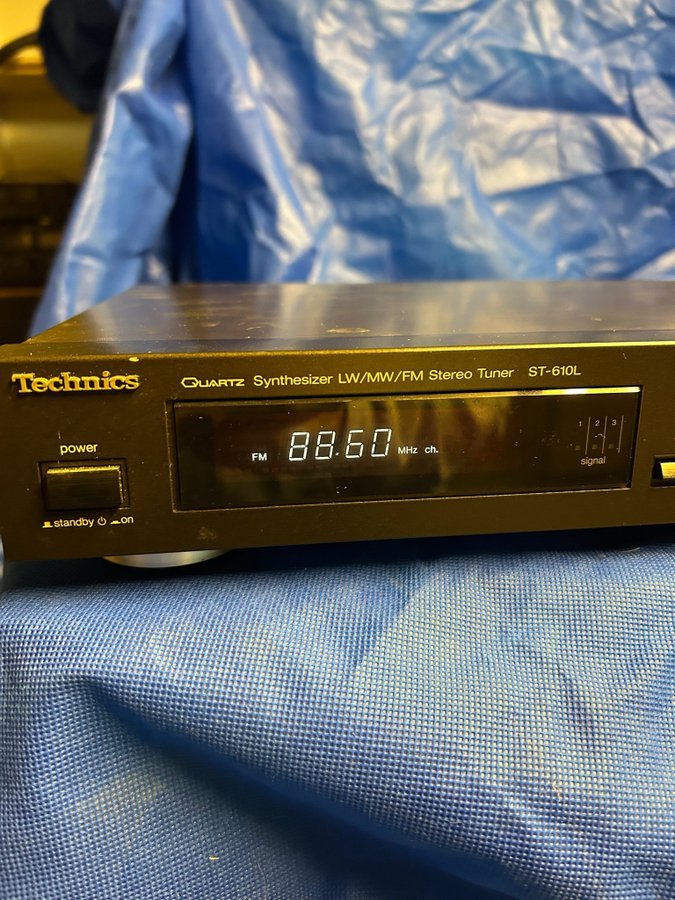 Technics
QUARTZ Synthesizer LW/MW/FM Stereo Tuner ST-610L
power
standby on
FM 88.60 MHz ch.
1 2 3
signal